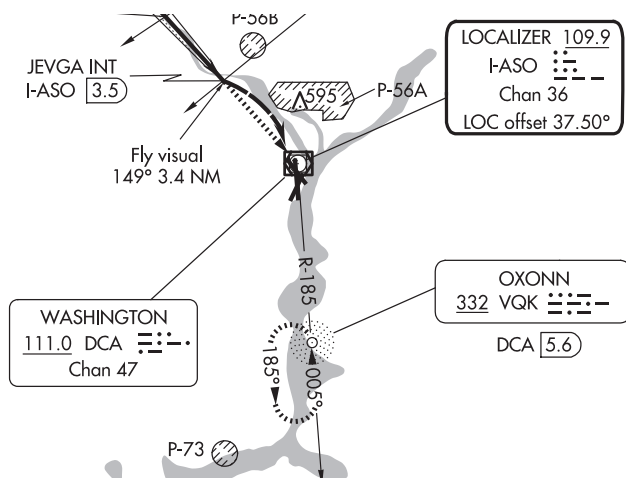 P-56B
LOCALIZER 109.9
I-ASO
Chan 36
LOC offset 37.50°
JEVGA INT
I-ASO 3.5
595
P-56A
Fly visual
149° 3.4 NM
R-185
WASHINGTON
111.0 DCA
Chan 47
OXONN
332 VQK
DCA 5.6
185°
005°
P-73